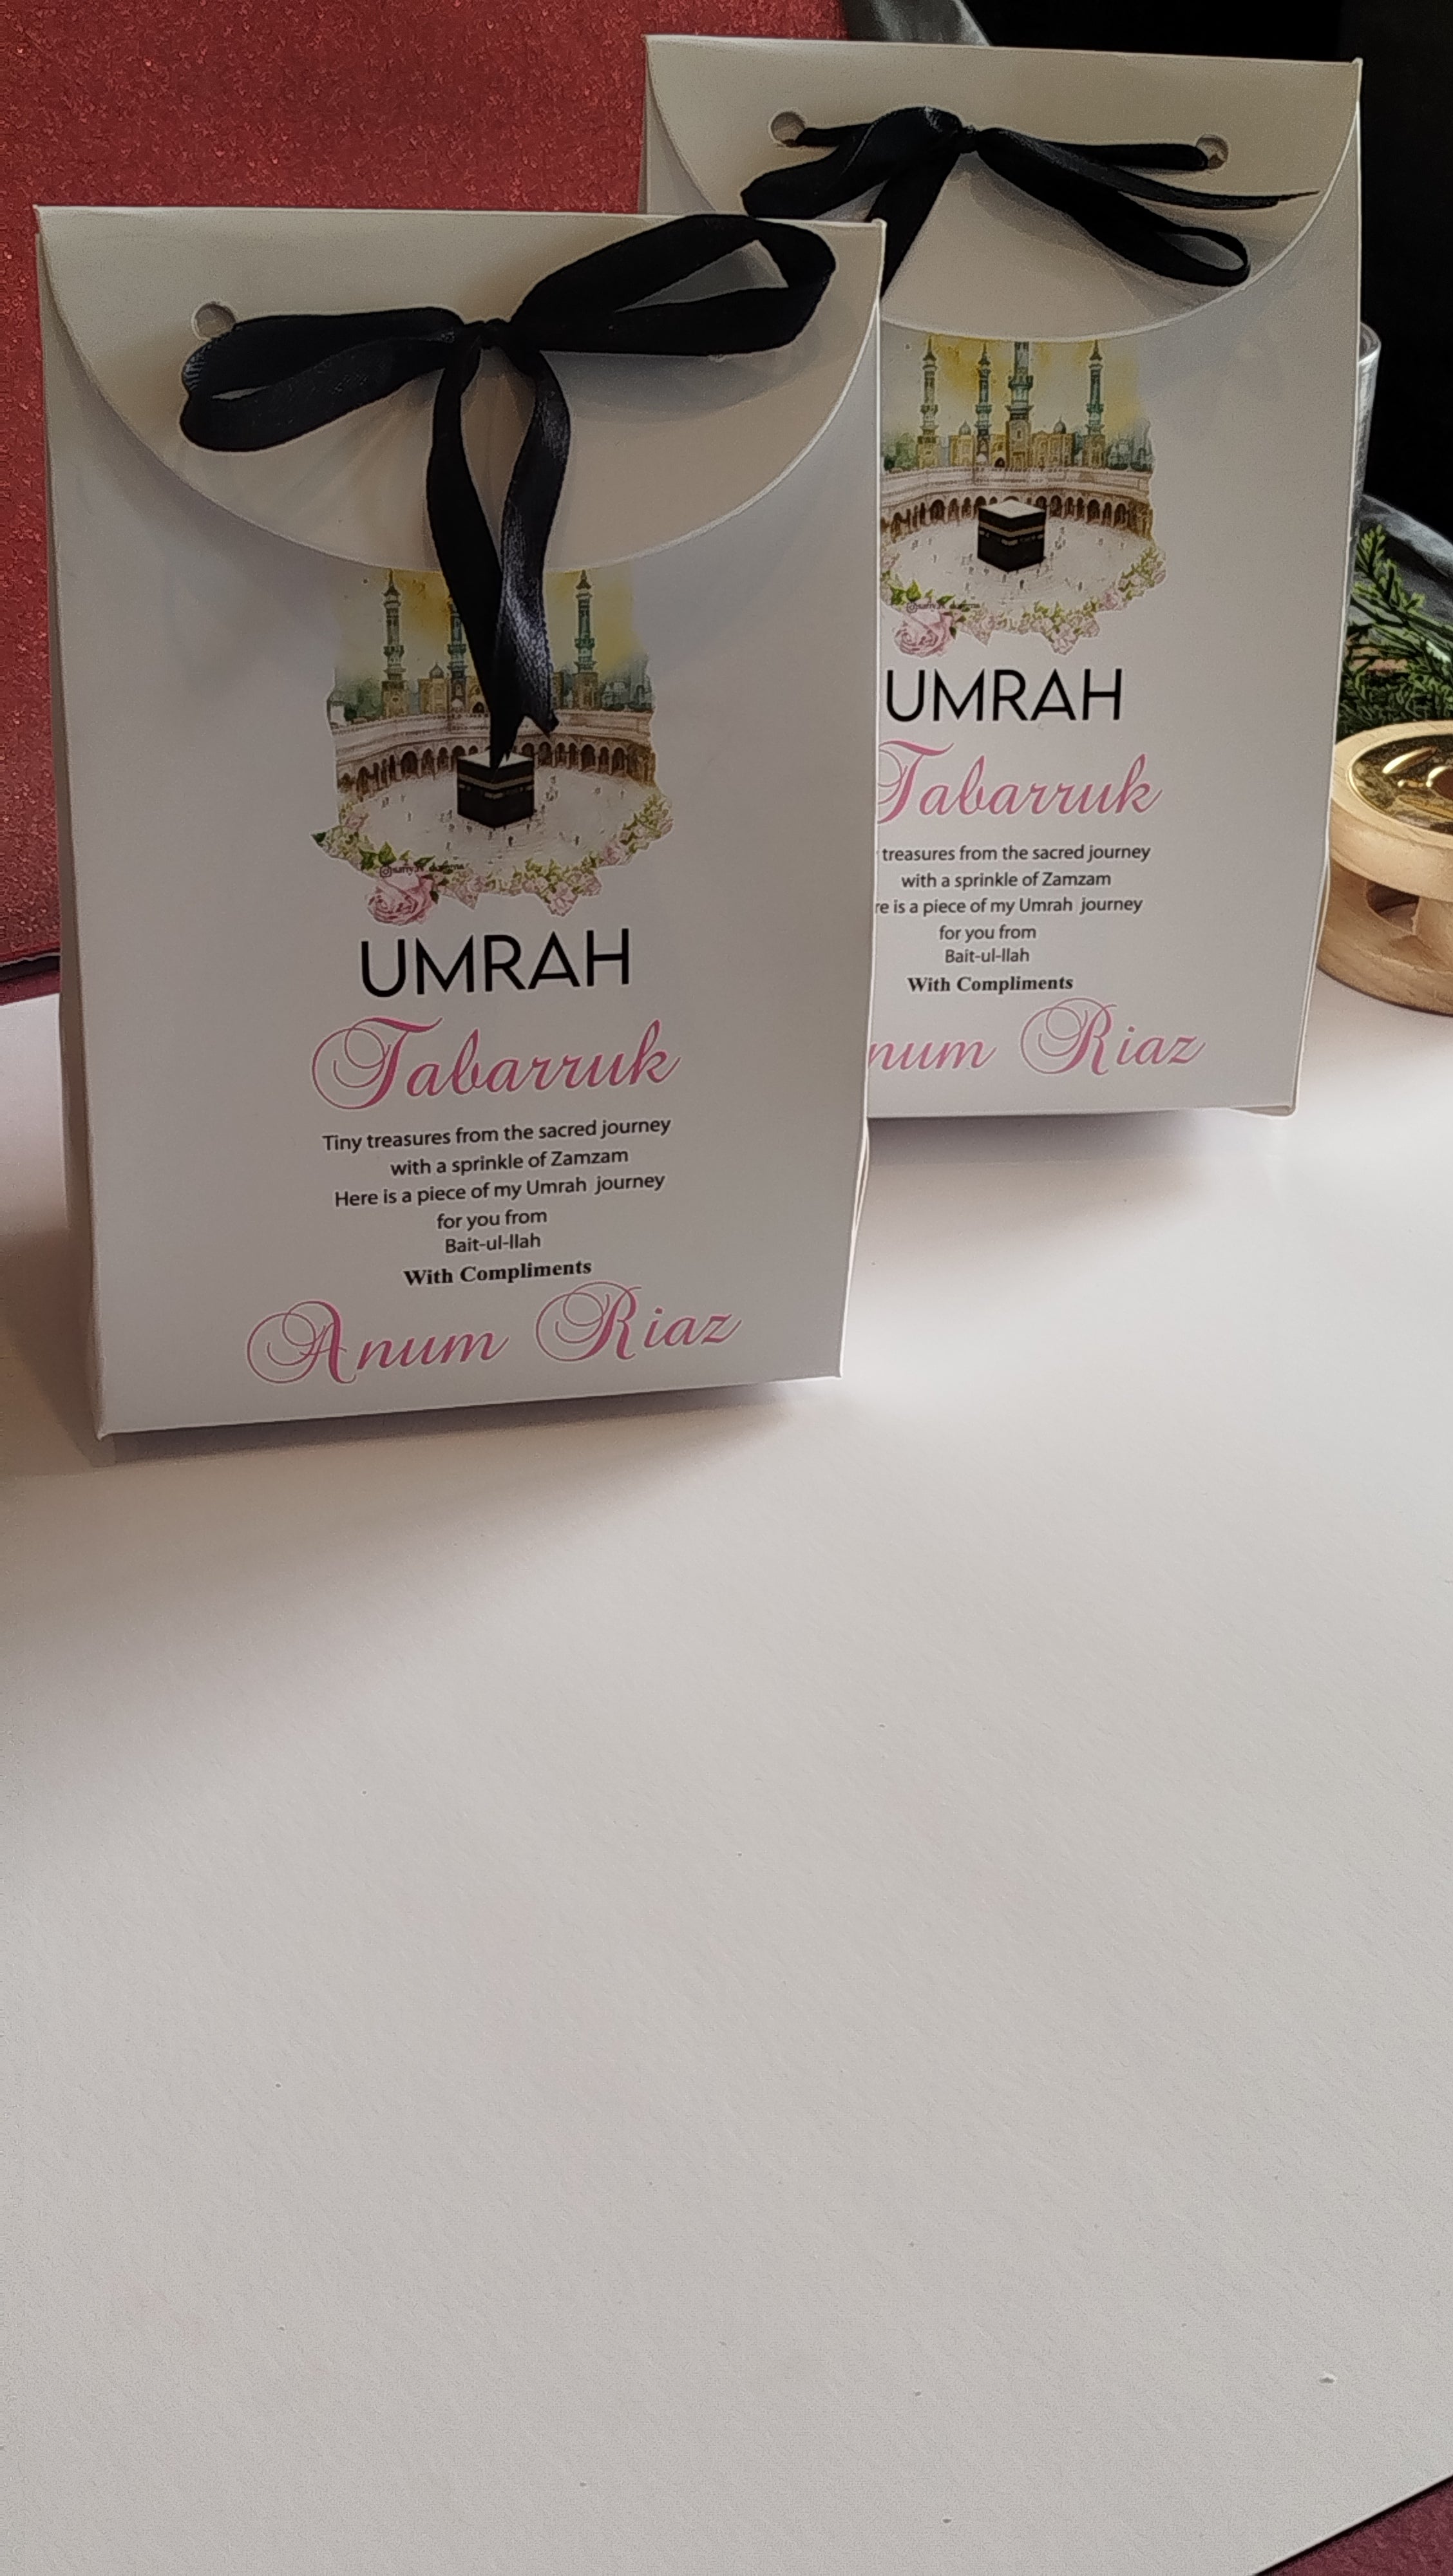 UMRAH
Tabarruk
Tiny treasures from the sacred journey
with a sprinkle of Zamzam
Here is a piece of my Umrah journey
for you from
Bait-ul-llah
With Compliments
Anum Riaz
UMRAH
Tabarruk
treasures from the sacred journey
with a sprinkle of Zamzam
re is a piece of my Umrah journey
for you from
Bait-ul-llah
With Compliments
num Riaz